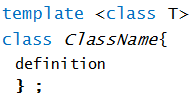 template <class T>
class ClassName{
definition
} ;